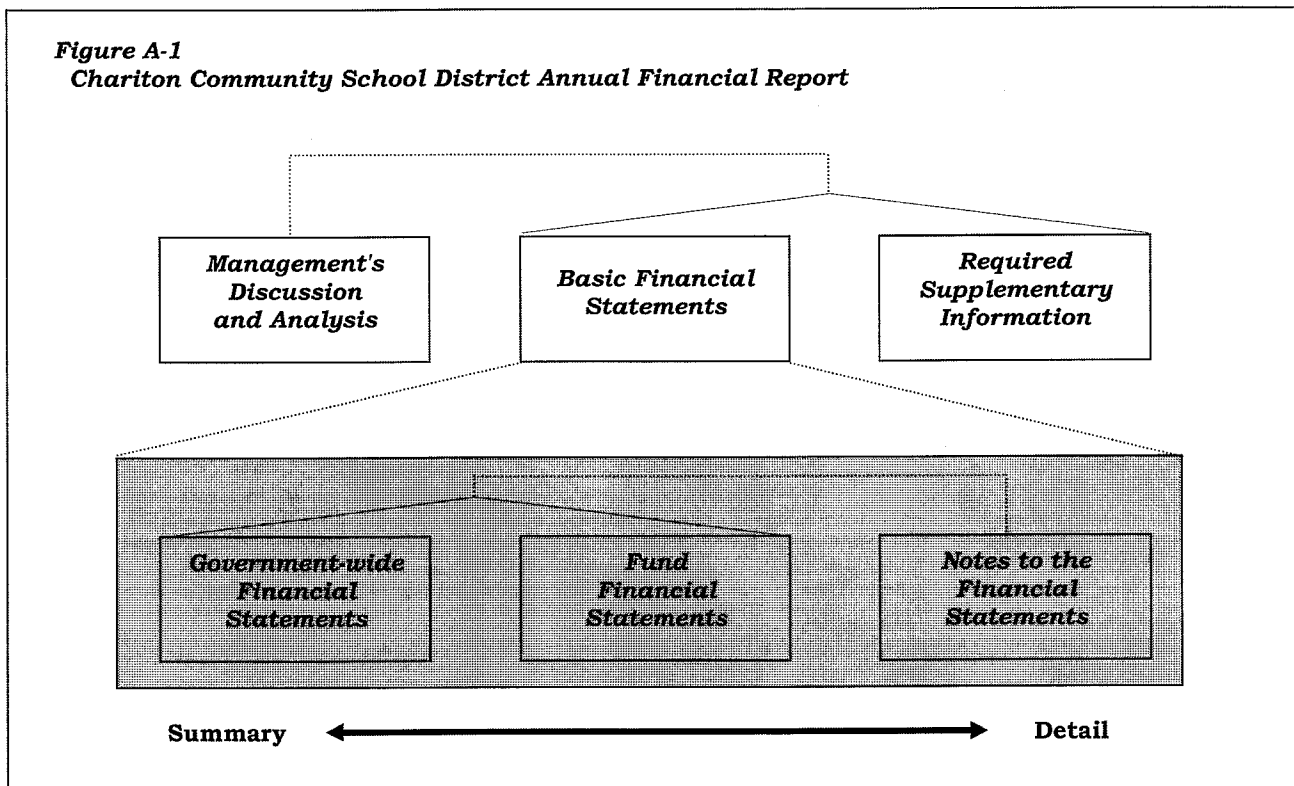 Figure A-1
Chariton Community School District Annual Financial Report
Management's
Discussion
and Analysis
Basic Financial
Statements
Required
Supplementary
Information
Government-wide
Financial
Statements
Fund
Financial
Statements
Notes to the
Financial
Statements
Summary
Detail